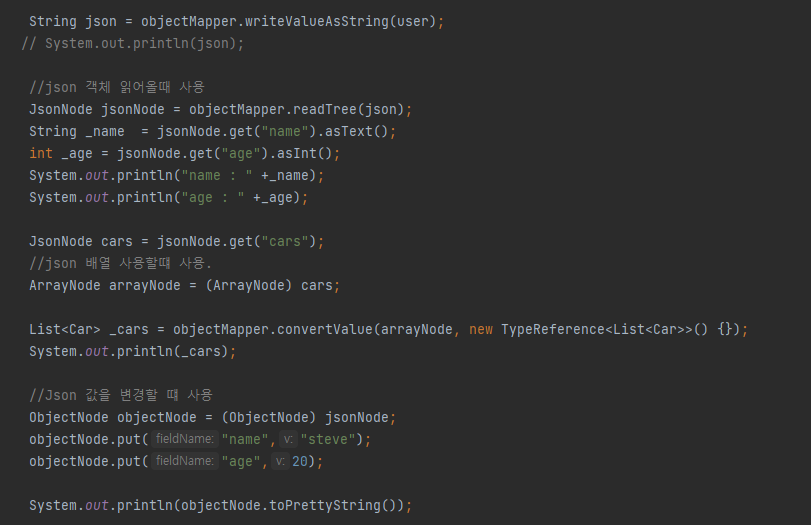 String json = objectMapper.writeValueAsString(user);
// System.out.println(json);
//json 객체 읽어올때 사용
JsonNode jsonNode = objectMapper.readTree(json);
String _name  = jsonNode.get("name").asText();
int _age = jsonNode.get("age").asInt();
System.out.println("name : " +_name);
System.out.println("age : " +_age);
JsonNode cars = jsonNode.get("cars");
//json 배열 사용할떄 사용.
ArrayNode arrayNode = (ArrayNode) cars;
List<Car> _cars = objectMapper.convertValue(arrayNode, new TypeReference<List<Car>>() {});
System.out.println(_cars);
//Json 값을 변경할 떄 사용
ObjectNode objectNode = (ObjectNode) jsonNode;
objectNode.put( fieldName: "name", v: "steve");
objectNode.put( fieldName: "age", v: 20);
System.out.println(objectNode.toPrettyString());